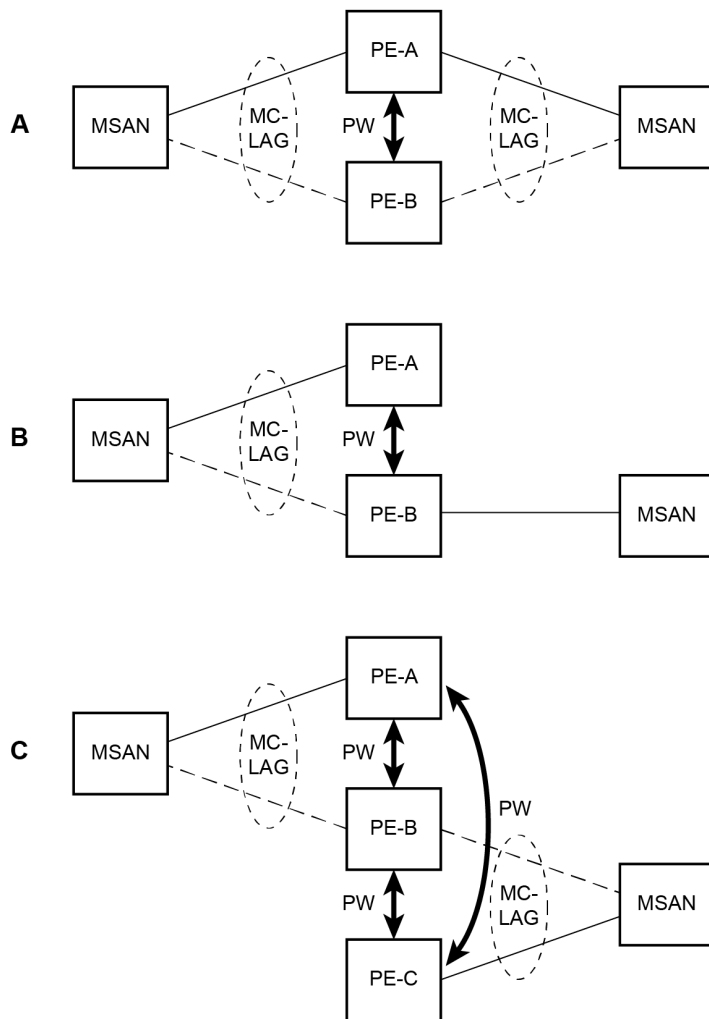 PE-A
A
MSAN
MC-
LAG
PW
MC-
LAG
MSAN
PE-B
PE-A
B
MSAN
MC-
LAG
PW
PE-B
MSAN
PE-A
C
MSAN
MC-
LAG
PW
PE-B
PW
PW
MC-
LAG
MSAN
PE-C